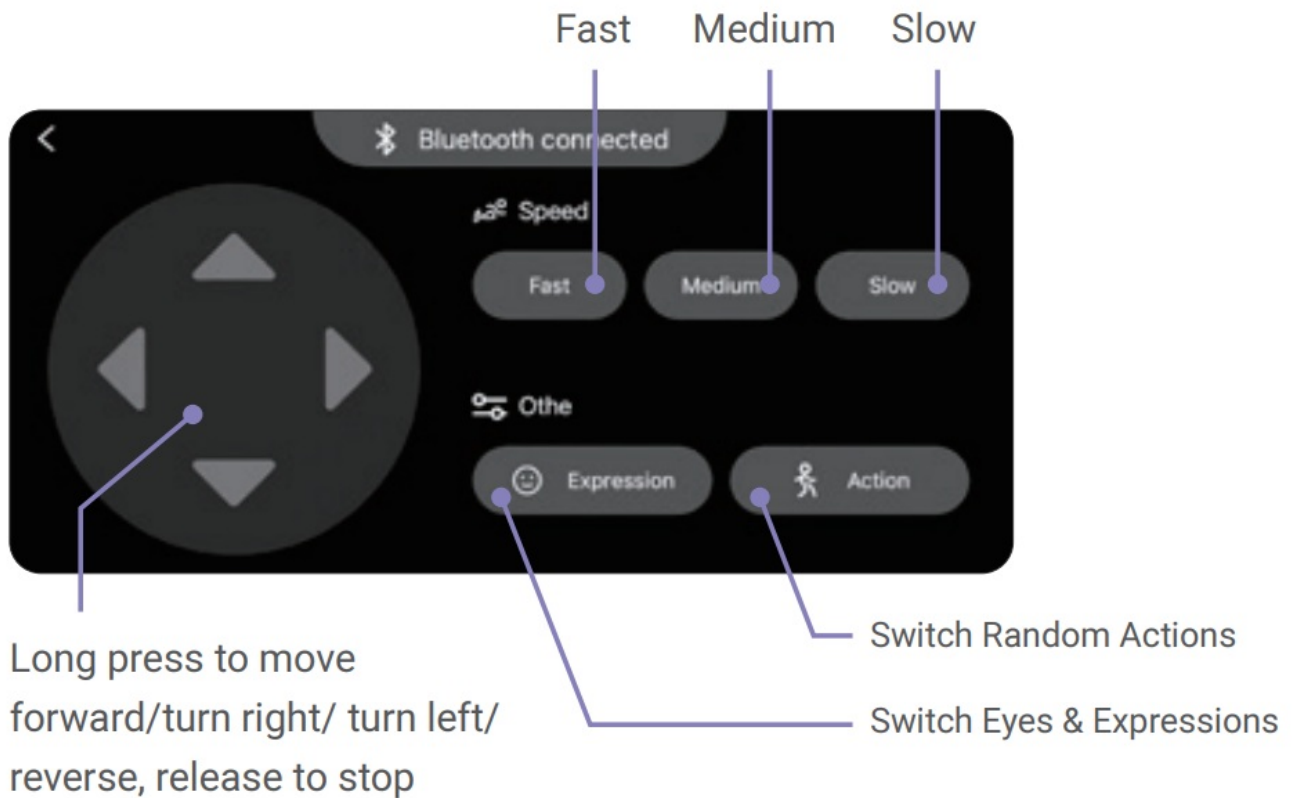 Fast Medium Slow
Bluetooth connected
Speed
Fast Medium Slow
Othe
Expression Action
Switch Random Actions
Long press to move
forward/turn right/ turn left/
reverse, release to stop
Switch Eyes & Expressions